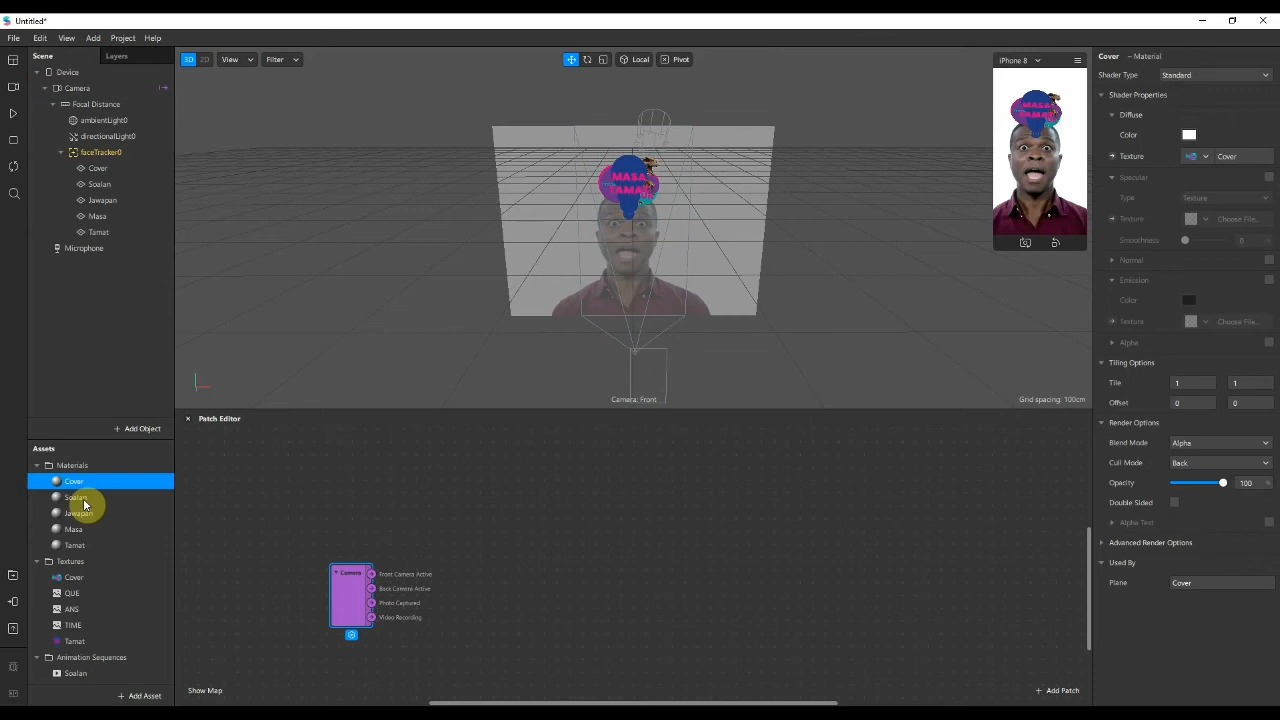 Untitled*
File Edit View Add Project Help
Scene Layers
Device
Camera
Focal Distance
ambientLight0
directionalLight0
faceTracker0
Cover
Soalan
Jawapan
Masa
Tamat
Microphone
Add Object
Assets
Materials
Cover
Soalan
Jawapan
Masa
Tamat
Textures
Cover
QUE
ANS
TIME
Tamat
Animation Sequences
Soalan
Add Asset
3D 2D View Filter Local Pivot
MASA
TAMAT
Camera: Front
Grid spacing: 100cm
iPhone 8
MASA
TAMAT
Patch Editor
Camera
Front Camera Active
Back Camera Active
Photo Captured
Video Recording
Show Map
Add Patch
Cover – Material
Shader Type Standard
Shader Properties
Diffuse
Color
Texture Cover
Specular
Type Texture
Texture Choose File...
Smoothness 0 %
Normal
Emission
Color
Texture Choose File...
Alpha
Tiling Options
Tile 1 1
Offset 0 0
Render Options
Blend Mode Alpha
Cull Mode Back
Opacity 100 %
Double Sided
Alpha Test
Advanced Render Options
Used By
Plane Cover